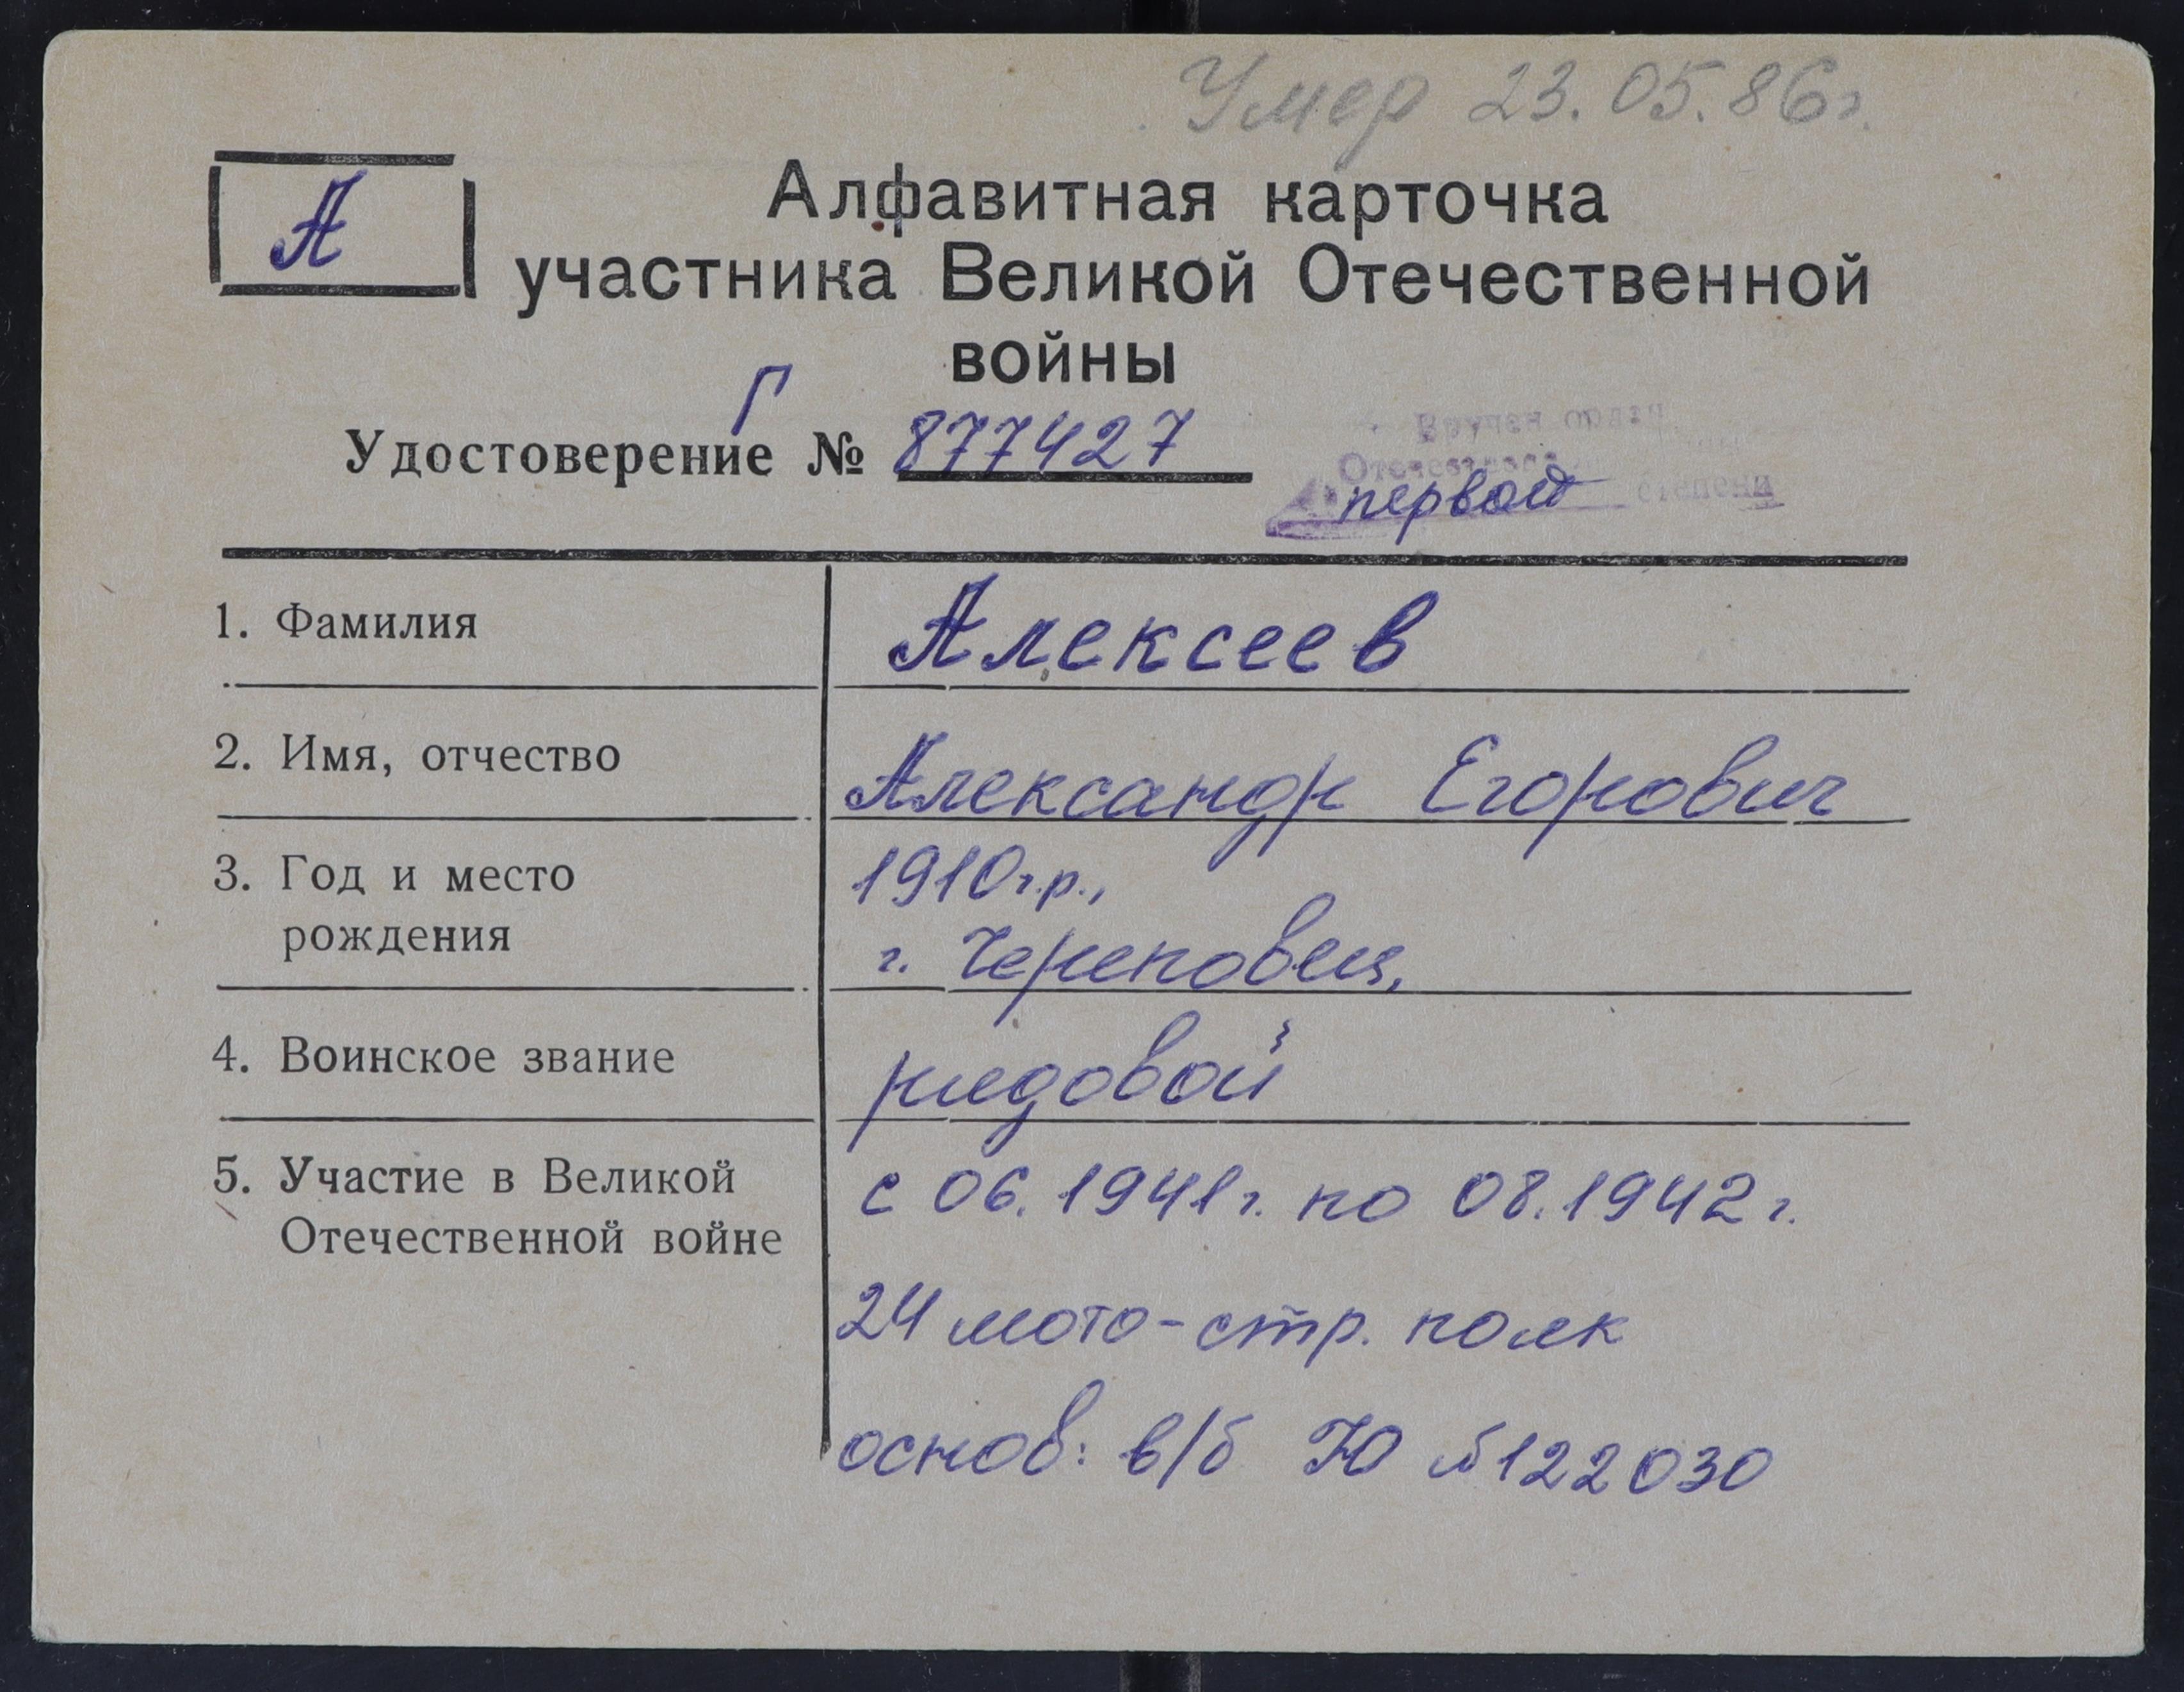 Умер 23.05.86г.
А
Алфавитная карточка
участника Великой Отечественной
войны
Удостоверение Г № 877427
Вручен орден
Отечествен
первой степени
1. Фамилия Алексеев
2. Имя, отчество Александр Егорович
3. Год и место 1910г.р.,
рождения г. Череповец,
4. Воинское звание рядовой
5. Участие в Великой с 06.1941г. по 08.1942г.
Отечественной войне
24 мото-стр. полк
основ: в/б Ю №122030